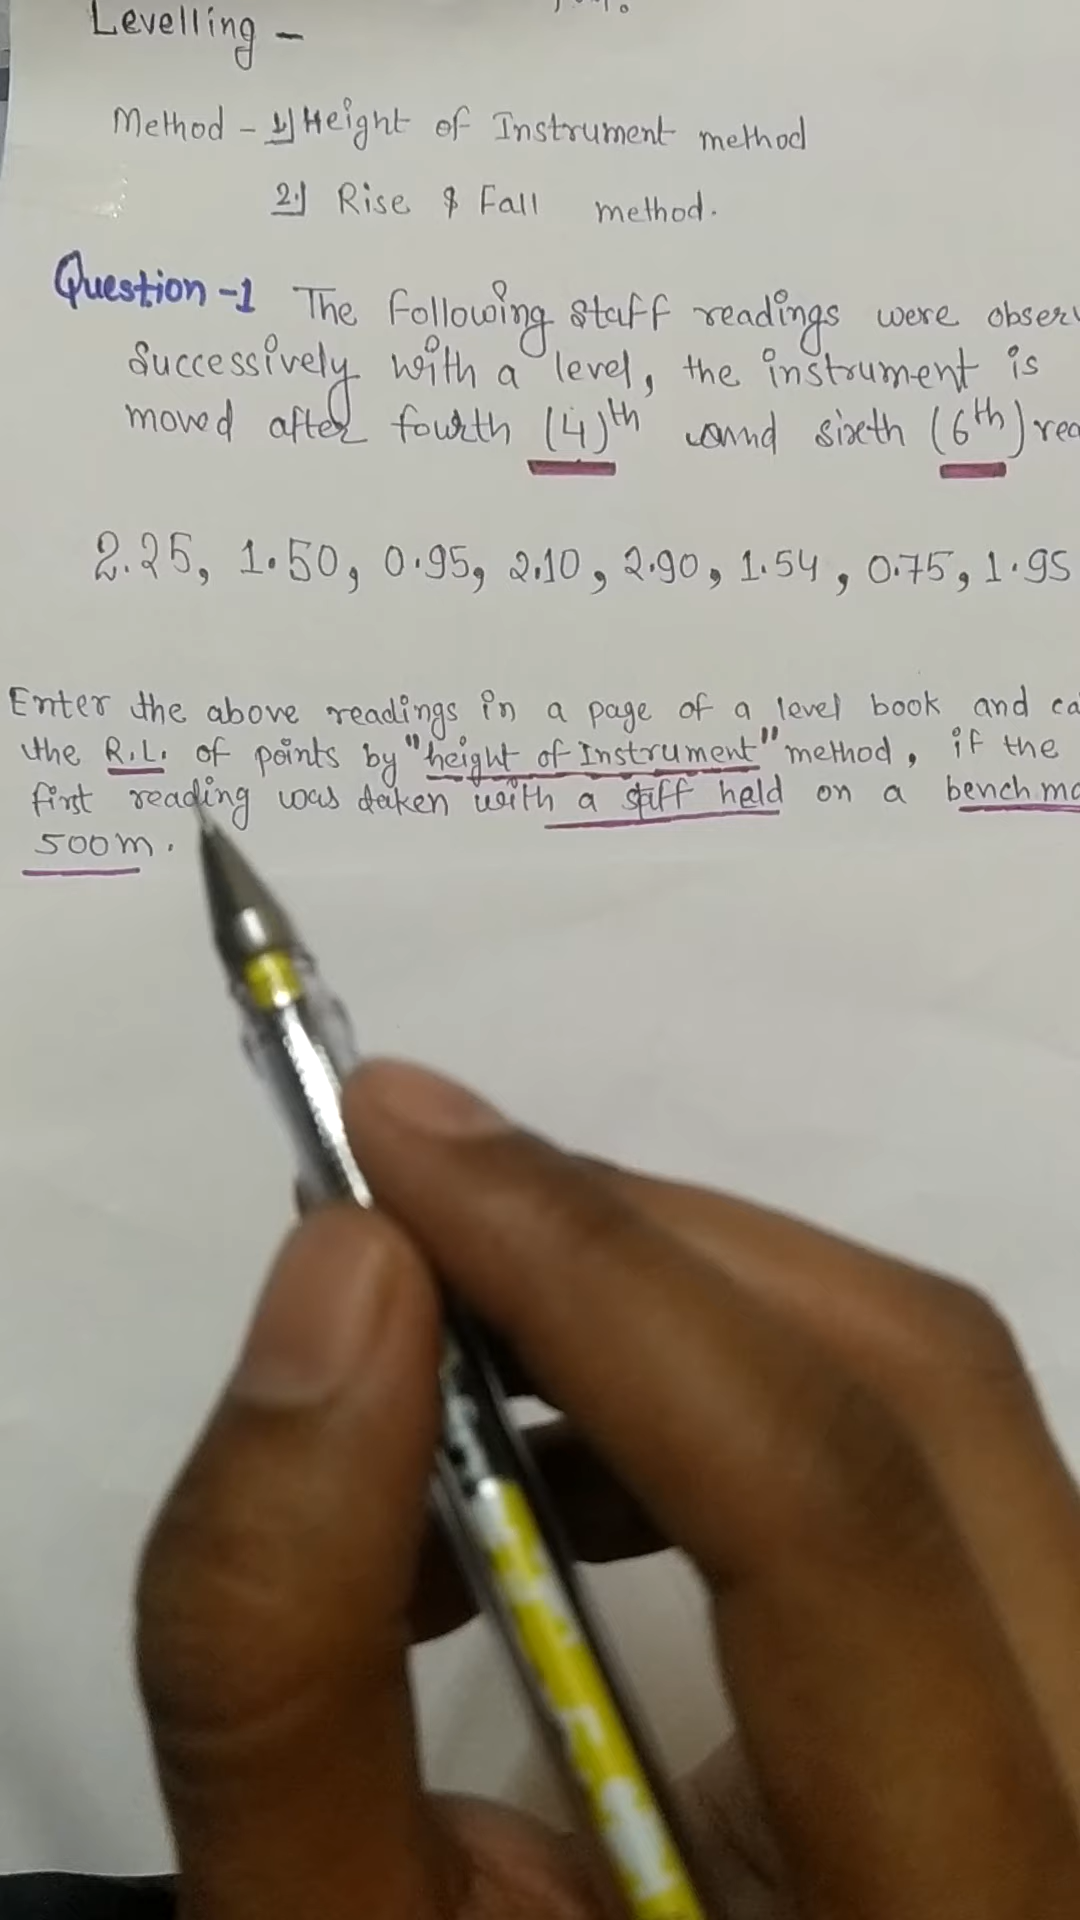 Levelling -
Method - 1) Height of Instrument method
2.) Rise & Fall method.
Question -1 The following staff readings were obser
successively with a level, the instrument is
moved after fourth (4)th and sixeth (6th) rea
2.25, 1.50, 0.95, 2.10, 2.90, 1.54, 0.75, 1.95
Enter the above readings in a page of a level book and ca
the R.L. of points by "height of Instrument" method, if the
first reading was taken with a staff held on a benchma
500m.